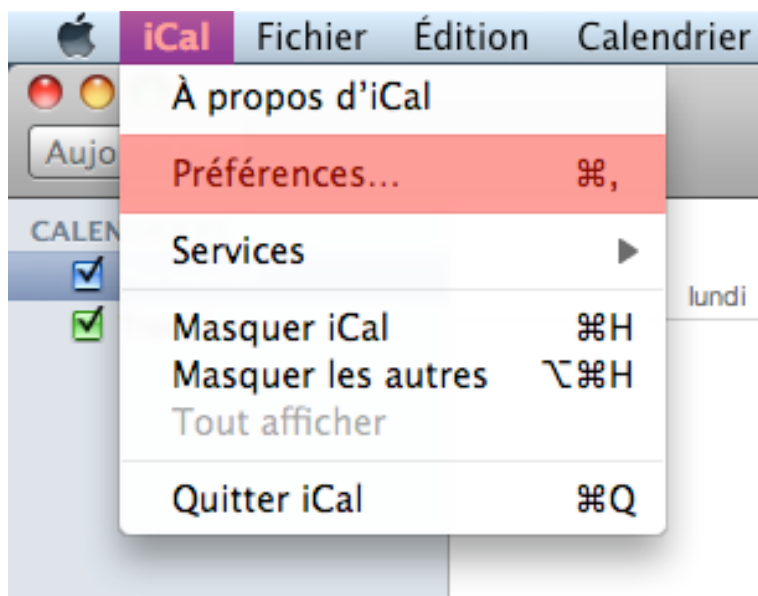 iCal Fichier Édition Calendrier
À propos d’iCal
Aujo
Préférences... ⌘,
CALEN
Services ▶
lundi
Masquer iCal ⌘H
Masquer les autres ⌥⌘H
Tout afficher
Quitter iCal ⌘Q